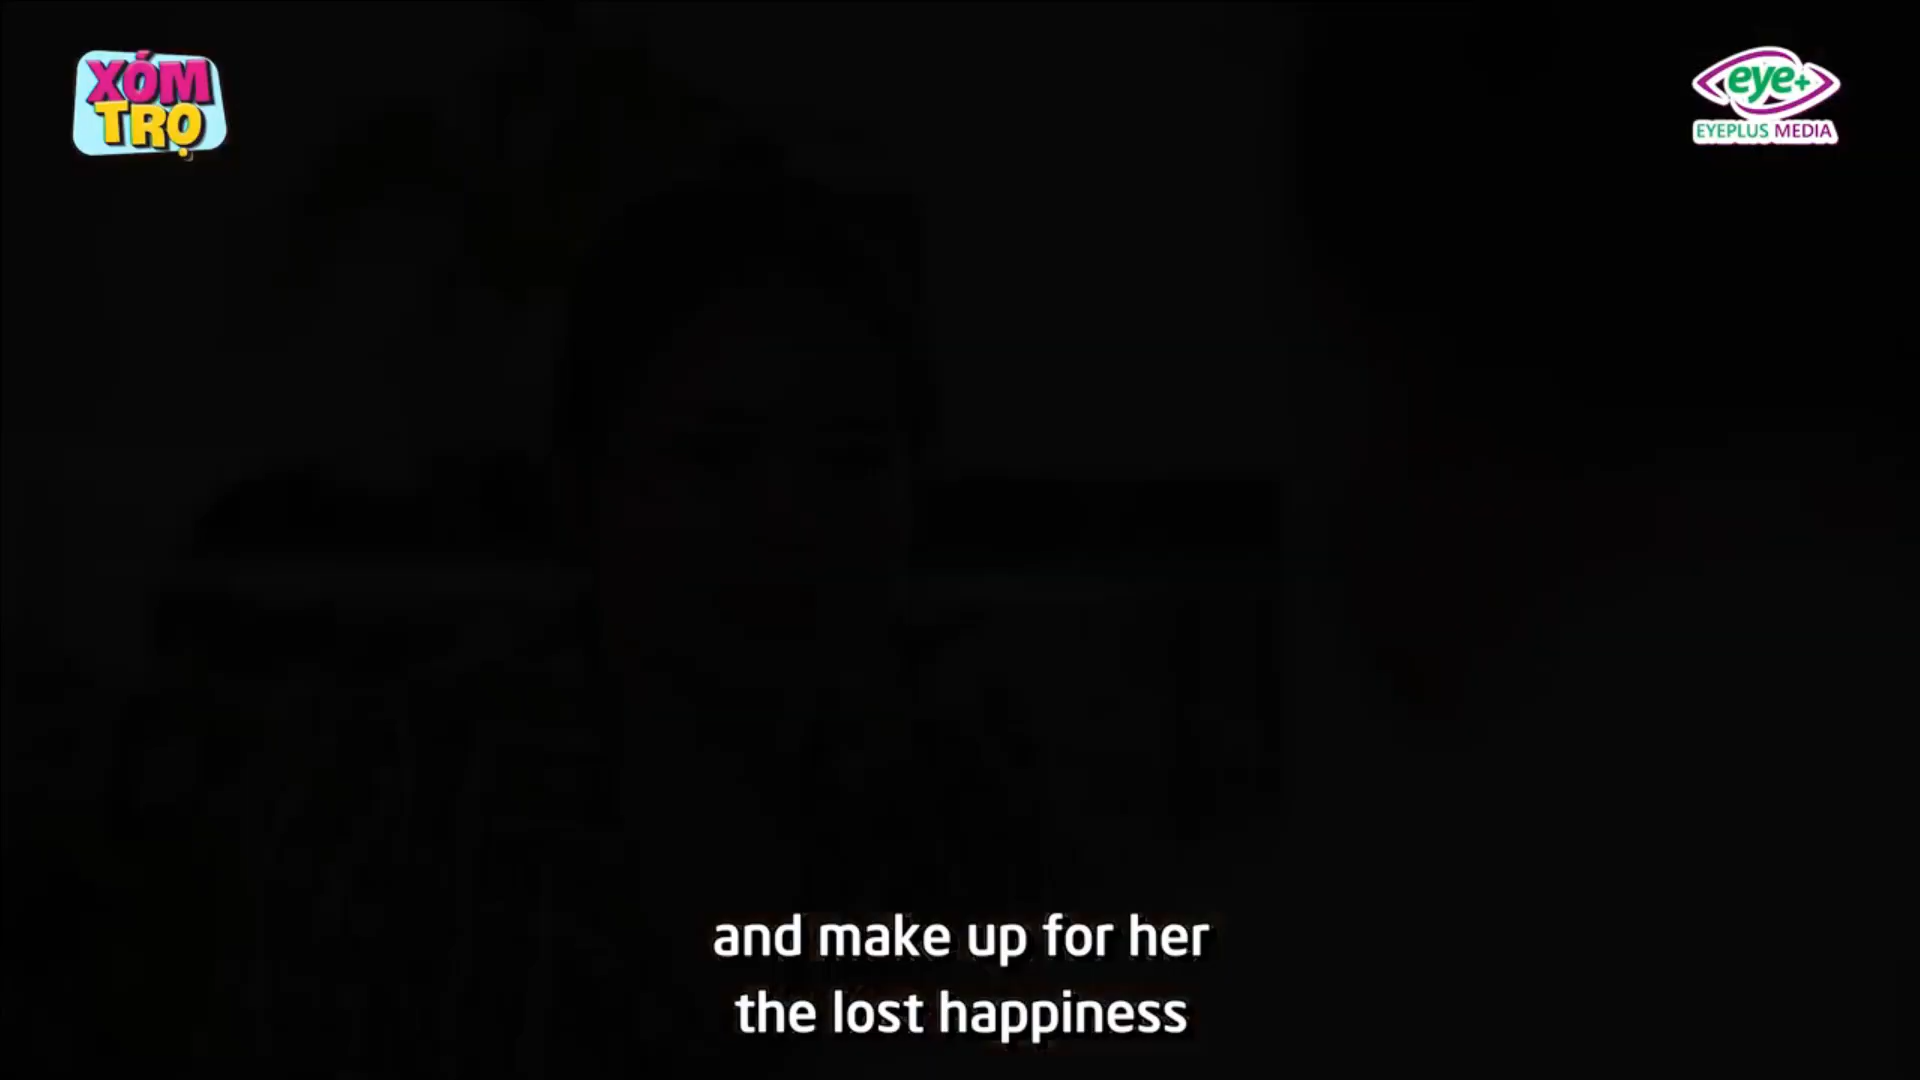 XÓM
TRỌ
eye+
EYEPLUS MEDIA
and make up for her
the lost happiness